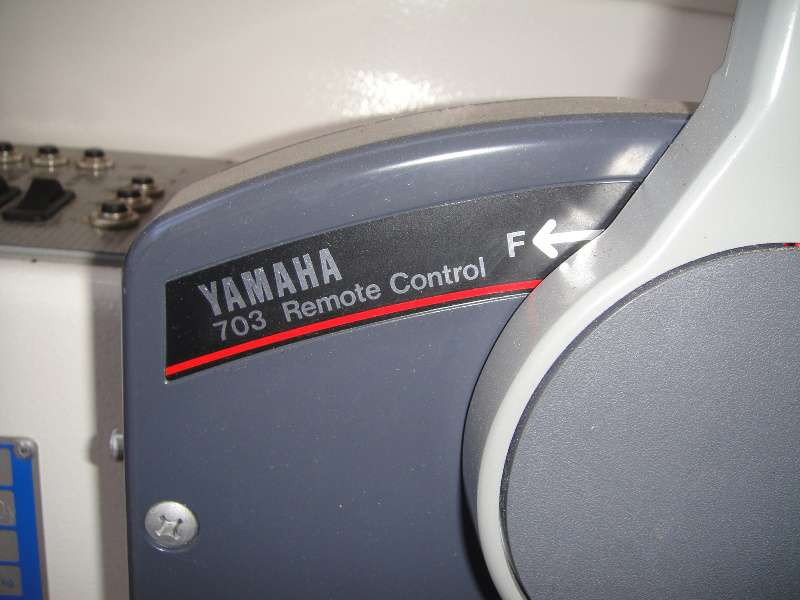 YAMAHA
703 Remote Control
F